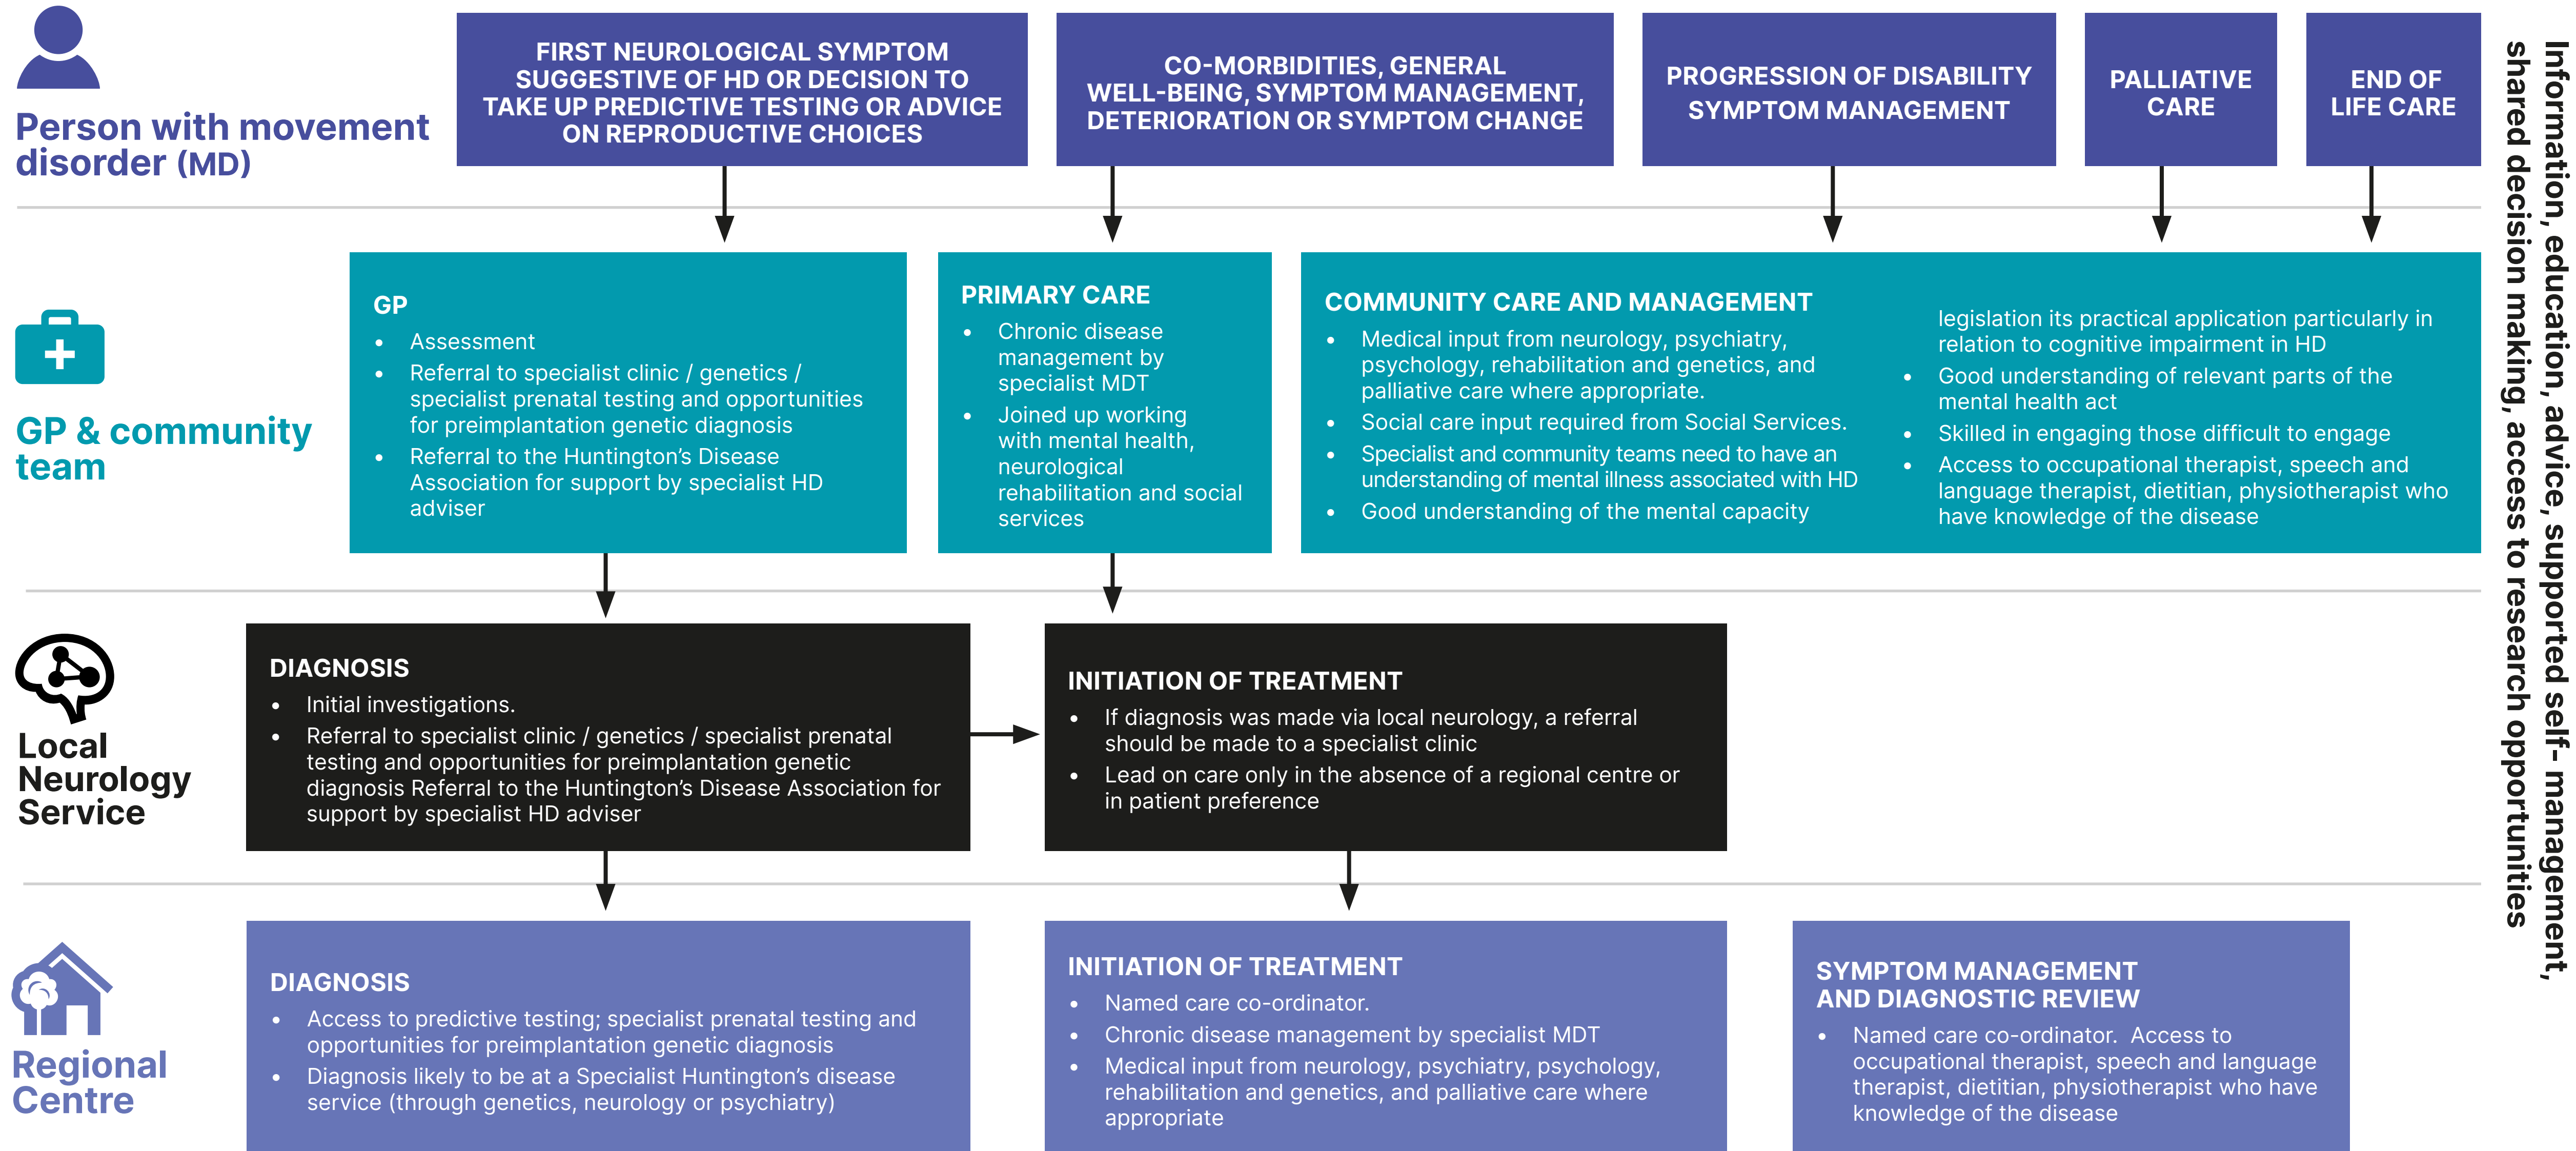 Person with movement
disorder (MD)
FIRST NEUROLOGICAL SYMPTOM
SUGGESTIVE OF HD OR DECISION TO
TAKE UP PREDICTIVE TESTING OR ADVICE
ON REPRODUCTIVE CHOICES
CO-MORBIDITIES, GENERAL
WELL-BEING, SYMPTOM MANAGEMENT,
DETERIORATION OR SYMPTOM CHANGE
PROGRESSION OF DISABILITY
SYMPTOM MANAGEMENT
PALLIATIVE
CARE
END OF
LIFE CARE
GP & community
team
GP
• Assessment
• Referral to specialist clinic / genetics /
specialist prenatal testing and opportunities
for preimplantation genetic diagnosis
• Referral to the Huntington’s Disease
Association for support by specialist HD
adviser
PRIMARY CARE
• Chronic disease
management by
specialist MDT
• Joined up working
with mental health,
neurological
rehabilitation and social
services
COMMUNITY CARE AND MANAGEMENT
• Medical input from neurology, psychiatry,
psychology, rehabilitation and genetics, and
palliative care where appropriate.
• Social care input required from Social Services.
• Specialist and community teams need to have an
understanding of mental illness associated with HD
• Good understanding of the mental capacity
legislation its practical application particularly in
relation to cognitive impairment in HD
• Good understanding of relevant parts of the
mental health act
• Skilled in engaging those difficult to engage
• Access to occupational therapist, speech and
language therapist, dietitian, physiotherapist who
have knowledge of the disease
Local
Neurology
Service
DIAGNOSIS
• Initial investigations.
• Referral to specialist clinic / genetics / specialist prenatal
testing and opportunities for preimplantation genetic
diagnosis Referral to the Huntington’s Disease Association for
support by specialist HD adviser
INITIATION OF TREATMENT
• If diagnosis was made via local neurology, a referral
should be made to a specialist clinic
• Lead on care only in the absence of a regional centre or
in patient preference
Regional
Centre
DIAGNOSIS
• Access to predictive testing; specialist prenatal testing and
opportunities for preimplantation genetic diagnosis
• Diagnosis likely to be at a Specialist Huntington’s disease
service (through genetics, neurology or psychiatry)
INITIATION OF TREATMENT
• Named care co-ordinator.
• Chronic disease management by specialist MDT
• Medical input from neurology, psychiatry, psychology,
rehabilitation and genetics, and palliative care where
appropriate
SYMPTOM MANAGEMENT
AND DIAGNOSTIC REVIEW
• Named care co-ordinator.  Access to
occupational therapist, speech and language
therapist, dietitian, physiotherapist who have
knowledge of the disease
Information, education, advice, supported self- management,
shared decision making, access to research opportunities